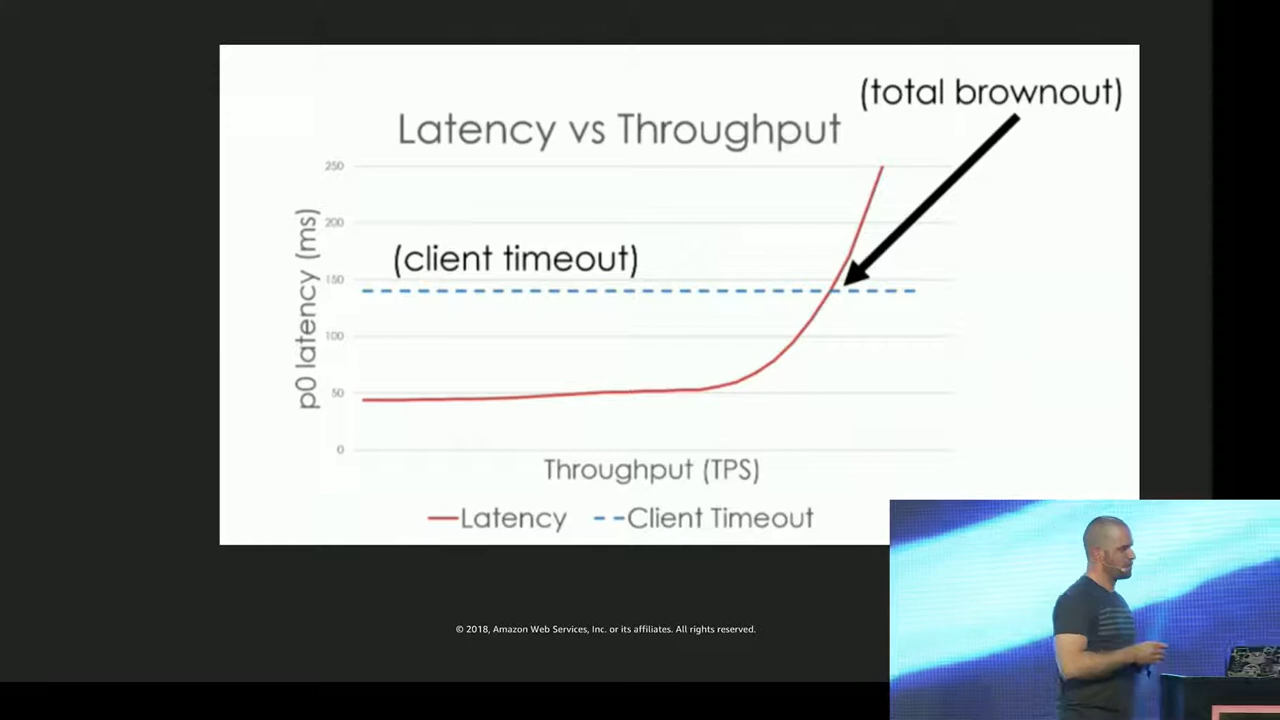 (total brownout)
Latency vs Throughput
250
200
(client timeout)
150
100
50
0
p0 latency (ms)
Throughput (TPS)
Latency
Client Timeout
© 2018, Amazon Web Services, Inc. or its affiliates. All rights reserved.